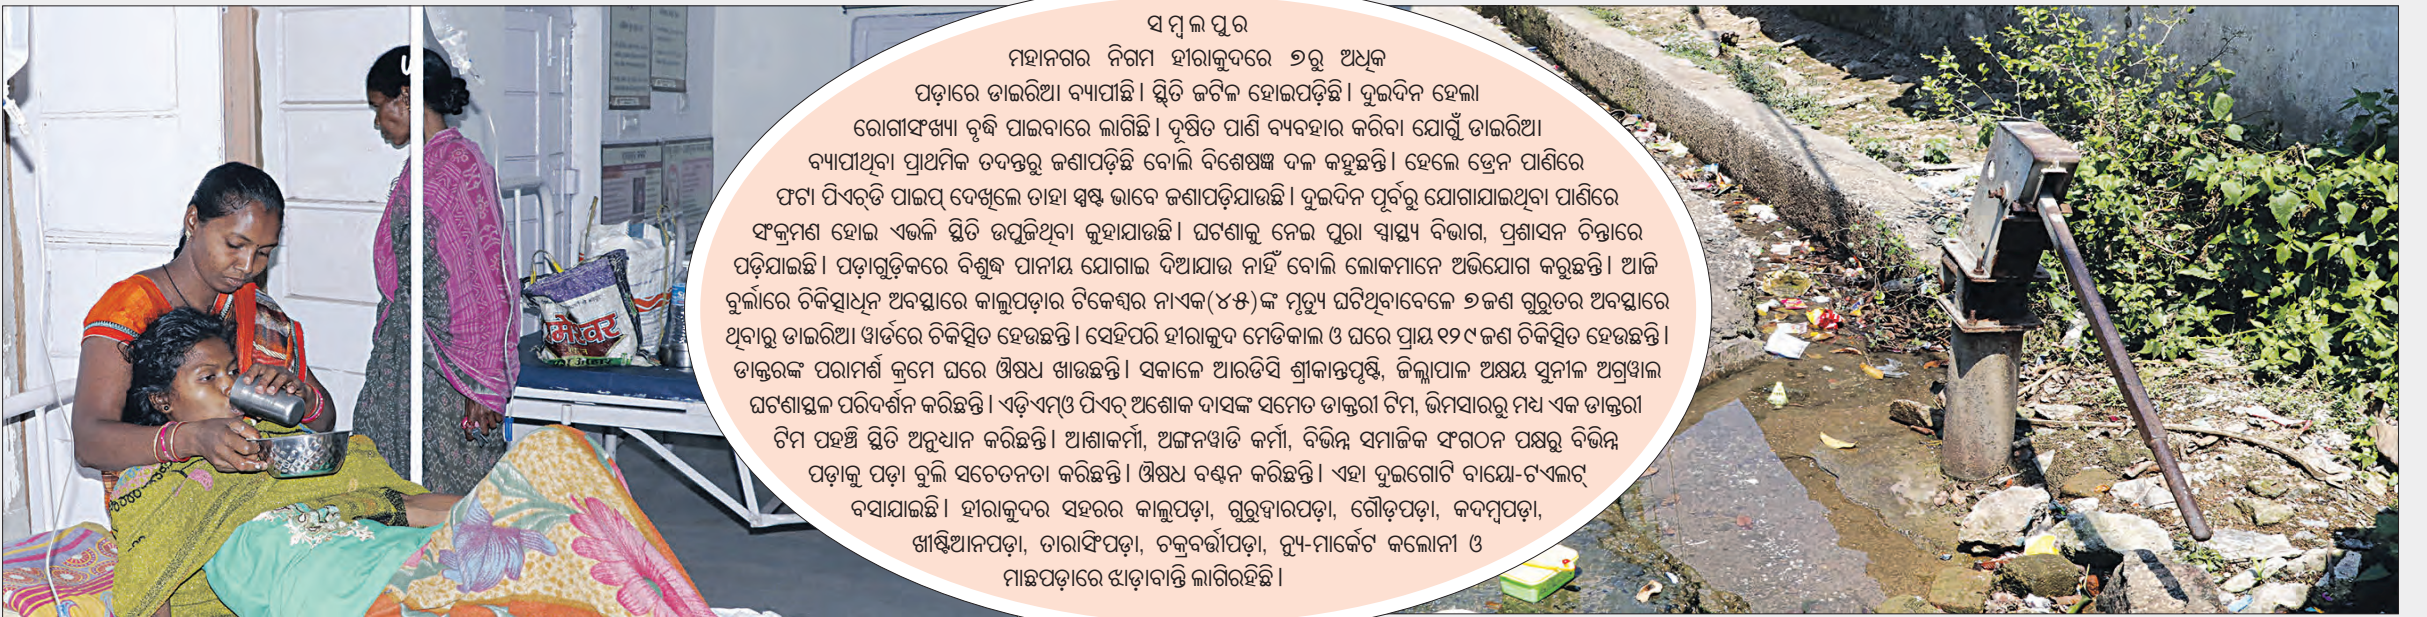 ସମ୍ବଲପୁର
ମହାନଗର ନିଗମ ହୀରାକୁଦରେ ୭ରୁ ଅଧିକ
ପଡ଼ାରେ ଡାଇରିଆ ବ୍ୟାପୀଛି। ସ୍ଥିତି ଜଟିଳ ହୋଇପଡ଼ିଛି। ଦୁଇଦିନ ହେଲା
ରୋଗୀସଂଖ୍ୟା ବୃଦ୍ଧି ପାଇବାରେ ଲାଗିଛି। ଦୂଷିତ ପାଣି ବ୍ୟବହାର କରିବା ଯୋଗୁଁ ଡାଇରିଆ
ବ୍ୟାପୀଥିବା ପ୍ରାଥମିକ ତଦନ୍ତରୁ ଜଣାପଡ଼ିଛି ବୋଲି ବିଶେଷଜ୍ଞ ଦଳ କହୁଛନ୍ତି। ହେଲେ ଡ୍ରେନ ପାଣିରେ
ଫଟା ପିଏଚ୍‌ଡି ପାଇପ୍ ଦେଖିଲେ ତାହା ସ୍ପଷ୍ଟ ଭାବେ ଜଣାପଡ଼ିଯାଉଛି। ଦୁଇଦିନ ପୂର୍ବରୁ ଯୋଗାଯାଇଥିବା ପାଣିରେ
ସଂକ୍ରମଣ ହୋଇ ଏଭଳି ସ୍ଥିତି ଉପୁଜିଥିବା କୁହାଯାଉଛି। ଘଟଣାକୁ ନେଇ ପୁରା ସ୍ୱାସ୍ଥ୍ୟ ବିଭାଗ, ପ୍ରଶାସନ ଚିନ୍ତାରେ
ପଡ଼ିଯାଇଛି। ପଡ଼ାଗୁଡ଼ିକରେ ବିଶୁଦ୍ଧ ପାନୀୟ ଯୋଗାଇ ଦିଆଯାଉ ନାହିଁ ବୋଲି ଲୋକମାନେ ଅଭିଯୋଗ କରୁଛନ୍ତି। ଆଜି
ବୁର୍ଲାରେ ଚିକିତ୍ସାଧିନ ଅବସ୍ଥାରେ କାଲୁପଡ଼ାର ଟିକେଶ୍ୱର ନାଏକ(୪୫)ଙ୍କ ମୃତ୍ୟୁ ଘଟିଥିବାବେଳେ ୭ଜଣ ଗୁରୁତର ଅବସ୍ଥାରେ
ଥିବାରୁ ଡାଇରିଆ ୱାର୍ଡରେ ଚିକିତ୍ସିତ ହେଉଛନ୍ତି। ସେହିପରି ହୀରାକୁଦ ମେଡିକାଲ ଓ ଘରେ ପ୍ରାୟ ୧୨୯ଜଣ ଚିକିତ୍ସିତ ହେଉଛନ୍ତି।
ଡାକ୍ତରଙ୍କ ପରାମର୍ଶ କ୍ରମେ ଘରେ ଔଷଧ ଖାଉଛନ୍ତି। ସକାଳେ ଆରଡିସି ଶ୍ରୀକାନ୍ତପୃଷ୍ଟି, ଜିଲ୍ଳାପାଳ ଅକ୍ଷୟ ସୁନୀଳ ଅଗ୍ରୱାଲ
ଘଟଣାସ୍ଥଳ ପରିଦର୍ଶନ କରିଛନ୍ତି। ଏଡ଼ିଏମ୍‌ଓ ପିଏଚ୍ ଅଶୋକ ଦାସଙ୍କ ସମେତ ଡାକ୍ତରୀ ଟିମ, ଭିମସାରରୁ ମଧ୍ୟ ଏକ ଡାକ୍ତରୀ
ଟିମ ପହଞ୍ଚି ସ୍ଥିତି ଅନୁଧ୍ୟାନ କରିଛନ୍ତି। ଆଶାକର୍ମୀ, ଅଙ୍ଗନୱାଡି କର୍ମୀ, ବିଭିନ୍ନ ସମାଜିକ ସଂଗଠନ ପକ୍ଷରୁ ବିଭିନ୍ନ
ପଡ଼ାକୁ ପଡ଼ା ବୁଲି ସଚେତନତା କରିଛନ୍ତି। ଔଷଧ ବଣ୍ଟନ କରିଛନ୍ତି। ଏହା ଦୁଇଗୋଟି ବାୟୋ-ଟଏଲଟ୍
ବସାଯାଇଛି। ହୀରାକୁଦର ସହରର କାଲୁପଡ଼ା, ଗୁରୁଦ୍ୱାରପଡ଼ା, ଗୌଡ଼ପଡ଼ା, କଦମ୍ବପଡ଼ା,
ଖୀଷ୍ଟିଆନପଡ଼ା, ତାରାସିଂପଡ଼ା, ଚକ୍ରବର୍ତ୍ତୀପଡ଼ା, ନ୍ୟୁ-ମାର୍କେଟ କଲୋନୀ ଓ
ମାଛପଡ଼ାରେ ଝାଡ଼ାବାନ୍ତି ଲାଗିରହିଛି।